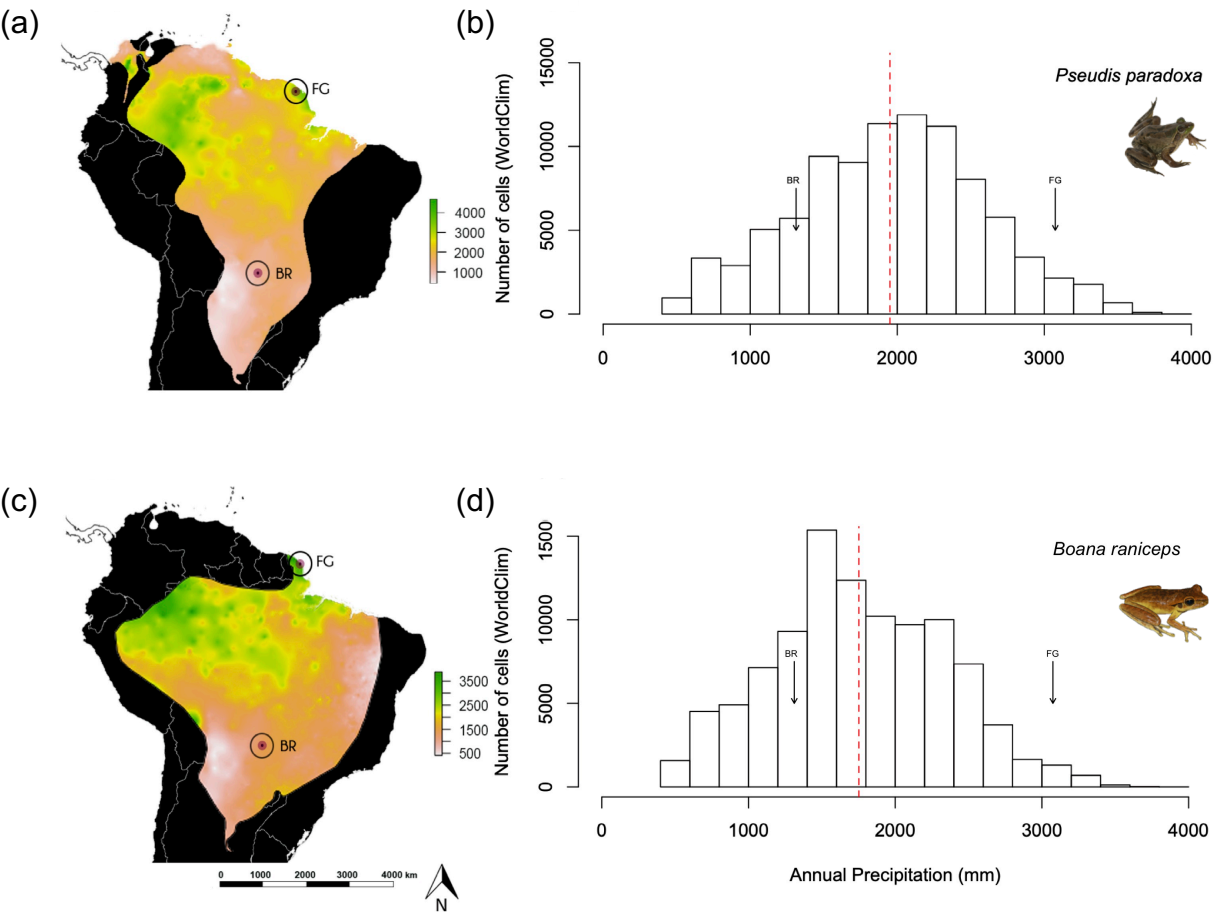 (a)
FG
BR
4000
3000
2000
1000
(b)
Number of cells (WorldClim)
15000
10000
5000
0
BR
FG
Pseudis paradoxa
0 1000 2000 3000 4000
(c)
FG
BR
3500
2500
1500
500
0 1000 2000 3000 4000 km
N
(d)
Number of cells (WorldClim)
1500
10000
5000
0
BR
FG
Boana raniceps
0 1000 2000 3000 4000
Annual Precipitation (mm)